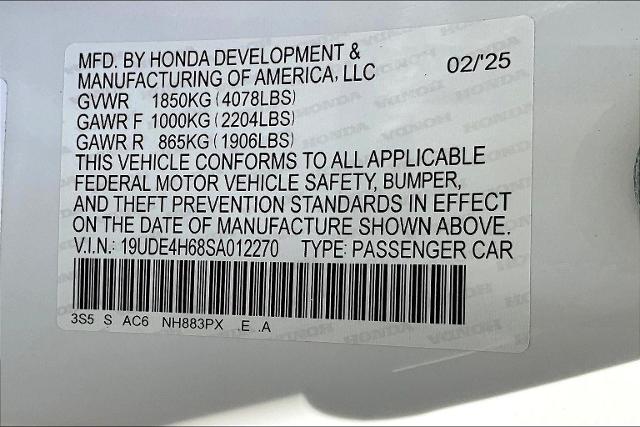 MFD. BY HONDA DEVELOPMENT &
MANUFACTURING OF AMERICA, LLC 02/'25
GVWR 1850KG (4078LBS)
GAWR F 1000KG (2204LBS)
GAWR R 865KG (1906LBS)
THIS VEHICLE CONFORMS TO ALL APPLICABLE
FEDERAL MOTOR VEHICLE SAFETY, BUMPER,
AND THEFT PREVENTION STANDARDS IN EFFECT
ON THE DATE OF MANUFACTURE SHOWN ABOVE.
V.I.N.: 19UDE4H68SA012270 TYPE: PASSENGER CAR
3S5 S AC6 NH883PX .E .A